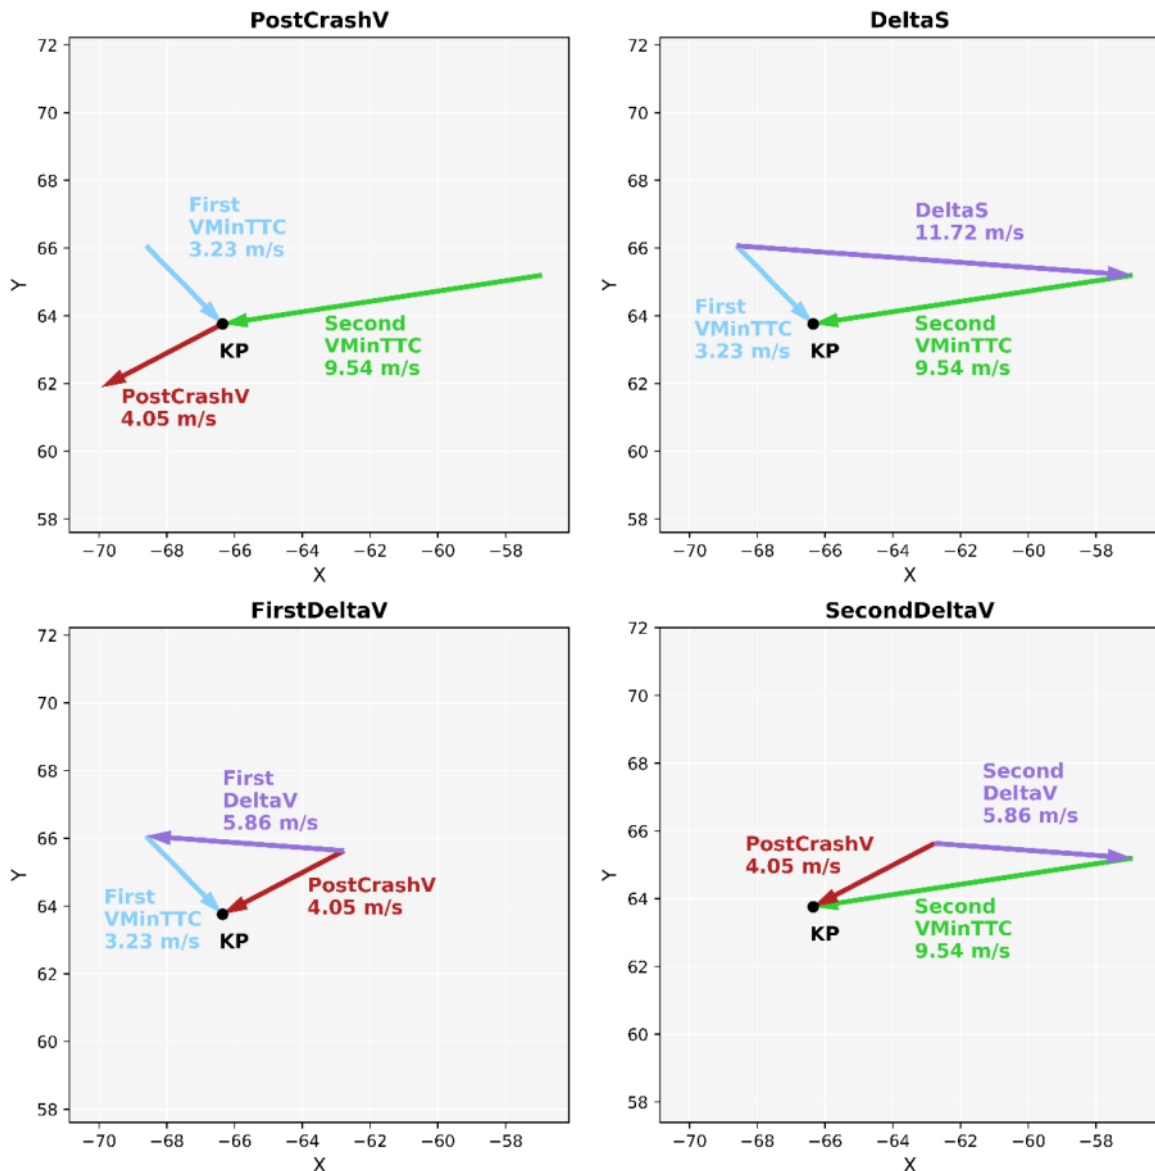 PostCrashV
72
70
68
66
64
62
60
58
Y
First
VMinTTC
3.23 m/s
Second
VMinTTC
9.54 m/s
KP
PostCrashV
4.05 m/s
−70 −68 −66 −64 −62 −60 −58
X
DeltaS
72
70
68
66
64
62
60
58
Y
DeltaS
11.72 m/s
First
VMinTTC
3.23 m/s
Second
VMinTTC
9.54 m/s
KP
−70 −68 −66 −64 −62 −60 −58
X
FirstDeltaV
72
70
68
66
64
62
60
58
Y
First
DeltaV
5.86 m/s
PostCrashV
4.05 m/s
First
VMinTTC
3.23 m/s
KP
−70 −68 −66 −64 −62 −60 −58
X
SecondDeltaV
72
70
68
66
64
62
60
58
Y
Second
DeltaV
5.86 m/s
PostCrashV
4.05 m/s
Second
VMinTTC
9.54 m/s
KP
−70 −68 −66 −64 −62 −60 −58
X